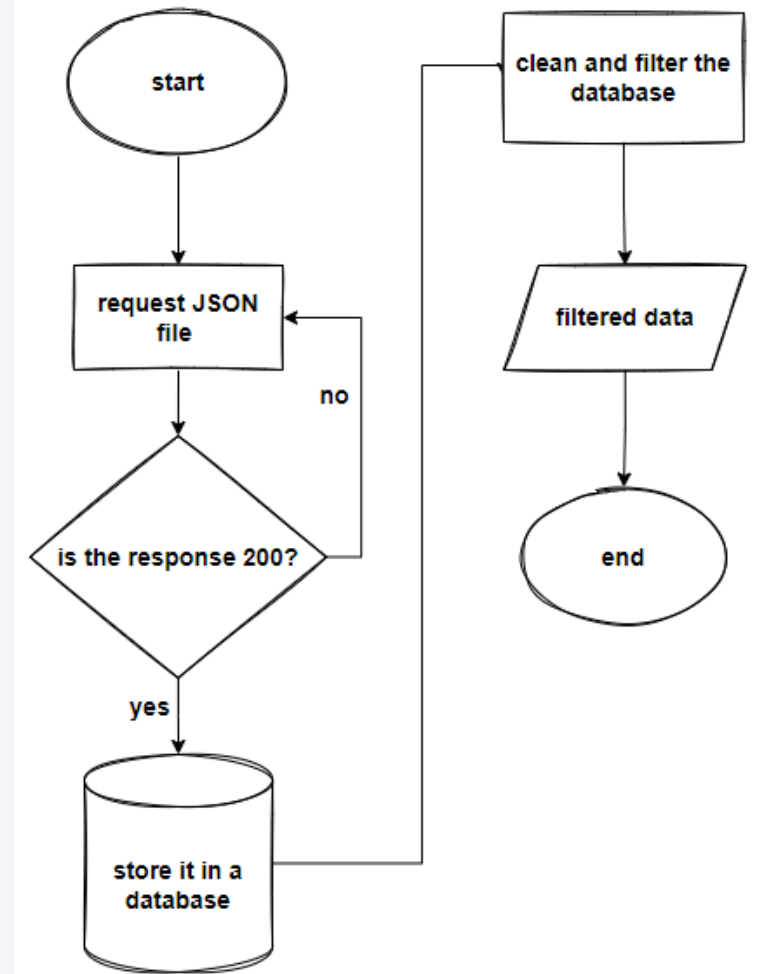 start
request JSON
file
no
is the response 200?
yes
store it in a
database
clean and filter the
database
filtered data
end